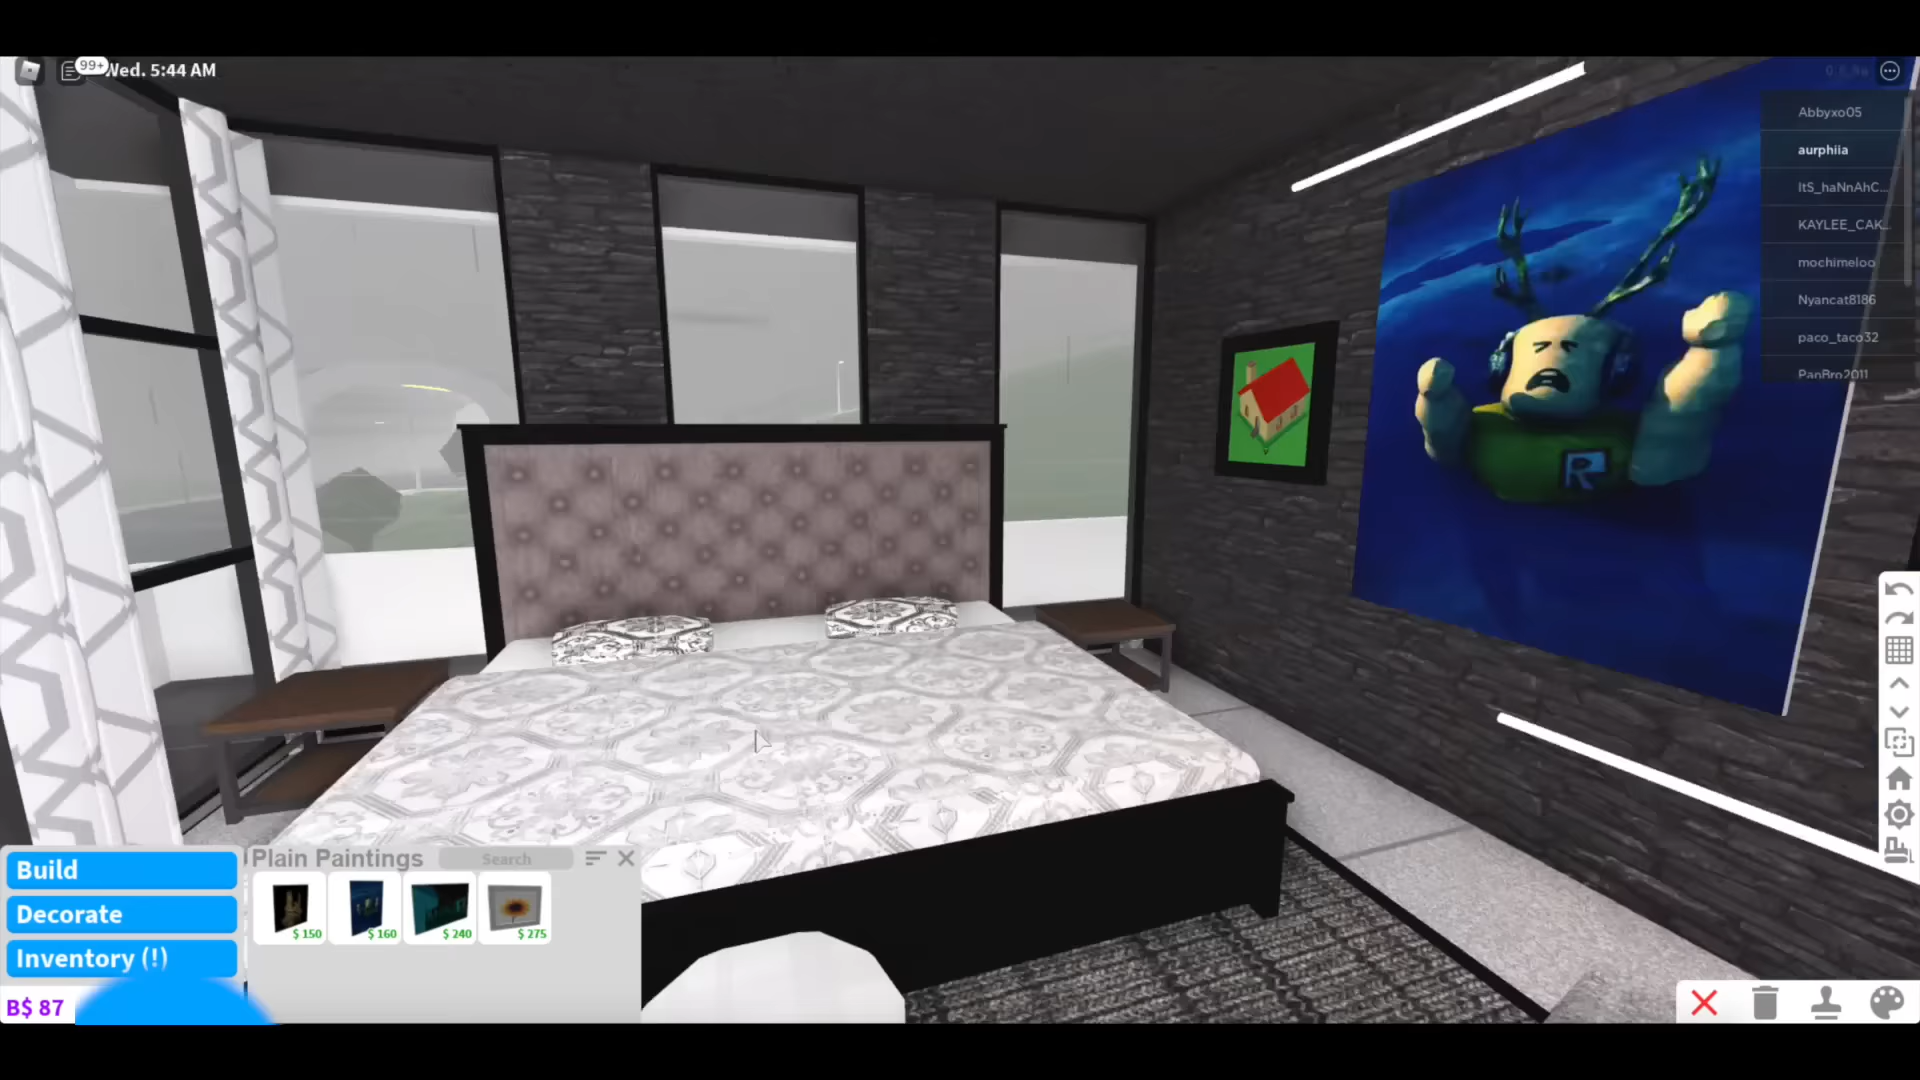 99+
Wed. 5:44 AM
Abbyxo05
aurphiia
ItS_haNnAhC...
KAYLEE_CAK...
mochimeloo
Nyancat8186
paco_taco32
PanBro2011
R
Build
Decorate
Inventory (!)
B$ 87
Plain Paintings
Search
$ 150
$ 160
$ 240
$ 275